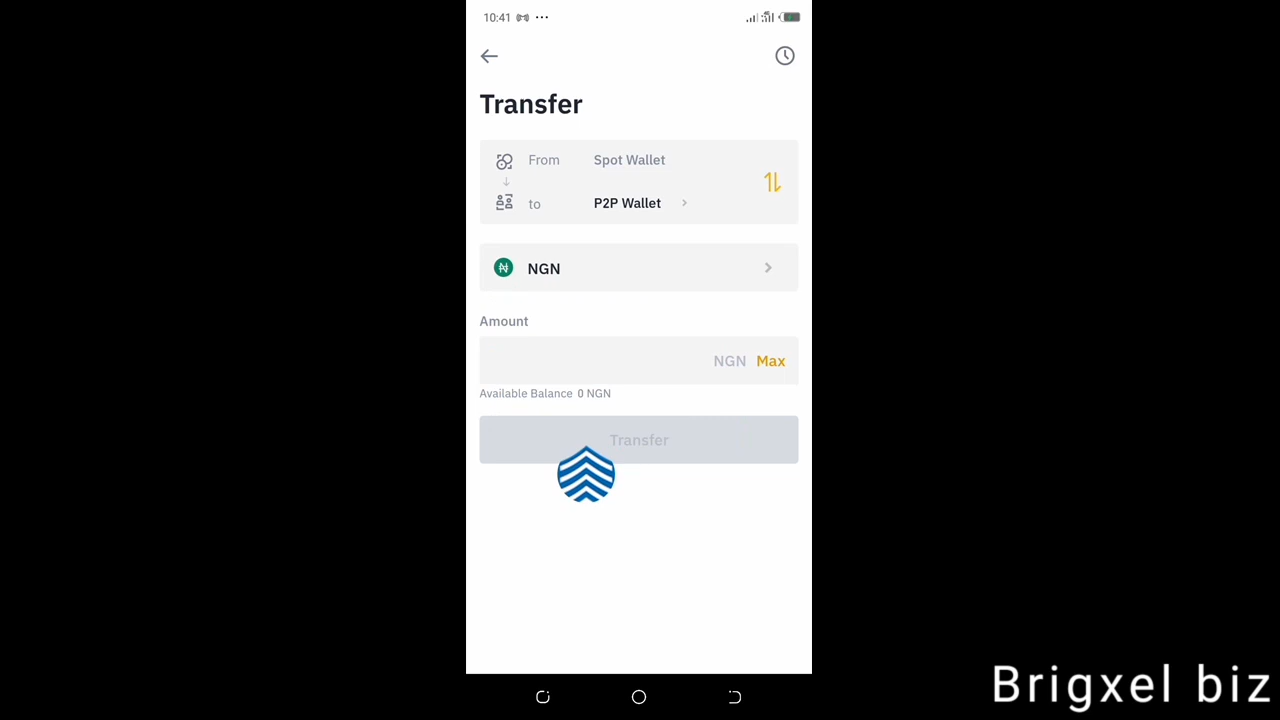 10:41
Transfer
From Spot Wallet
to P2P Wallet
NGN
Amount
NGN Max
Available Balance 0 NGN
Transfer
Brigxel biz